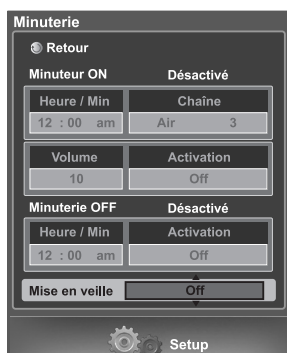 Minuterie
Retour
Minuteur ON Désactivé
Heure / Min Chaîne
12 : 00 am Air 3
Volume Activation
10 Off
Minuterie OFF Désactivé
Heure / Min Activation
12 : 00 am Off
Mise en veille Off
Setup